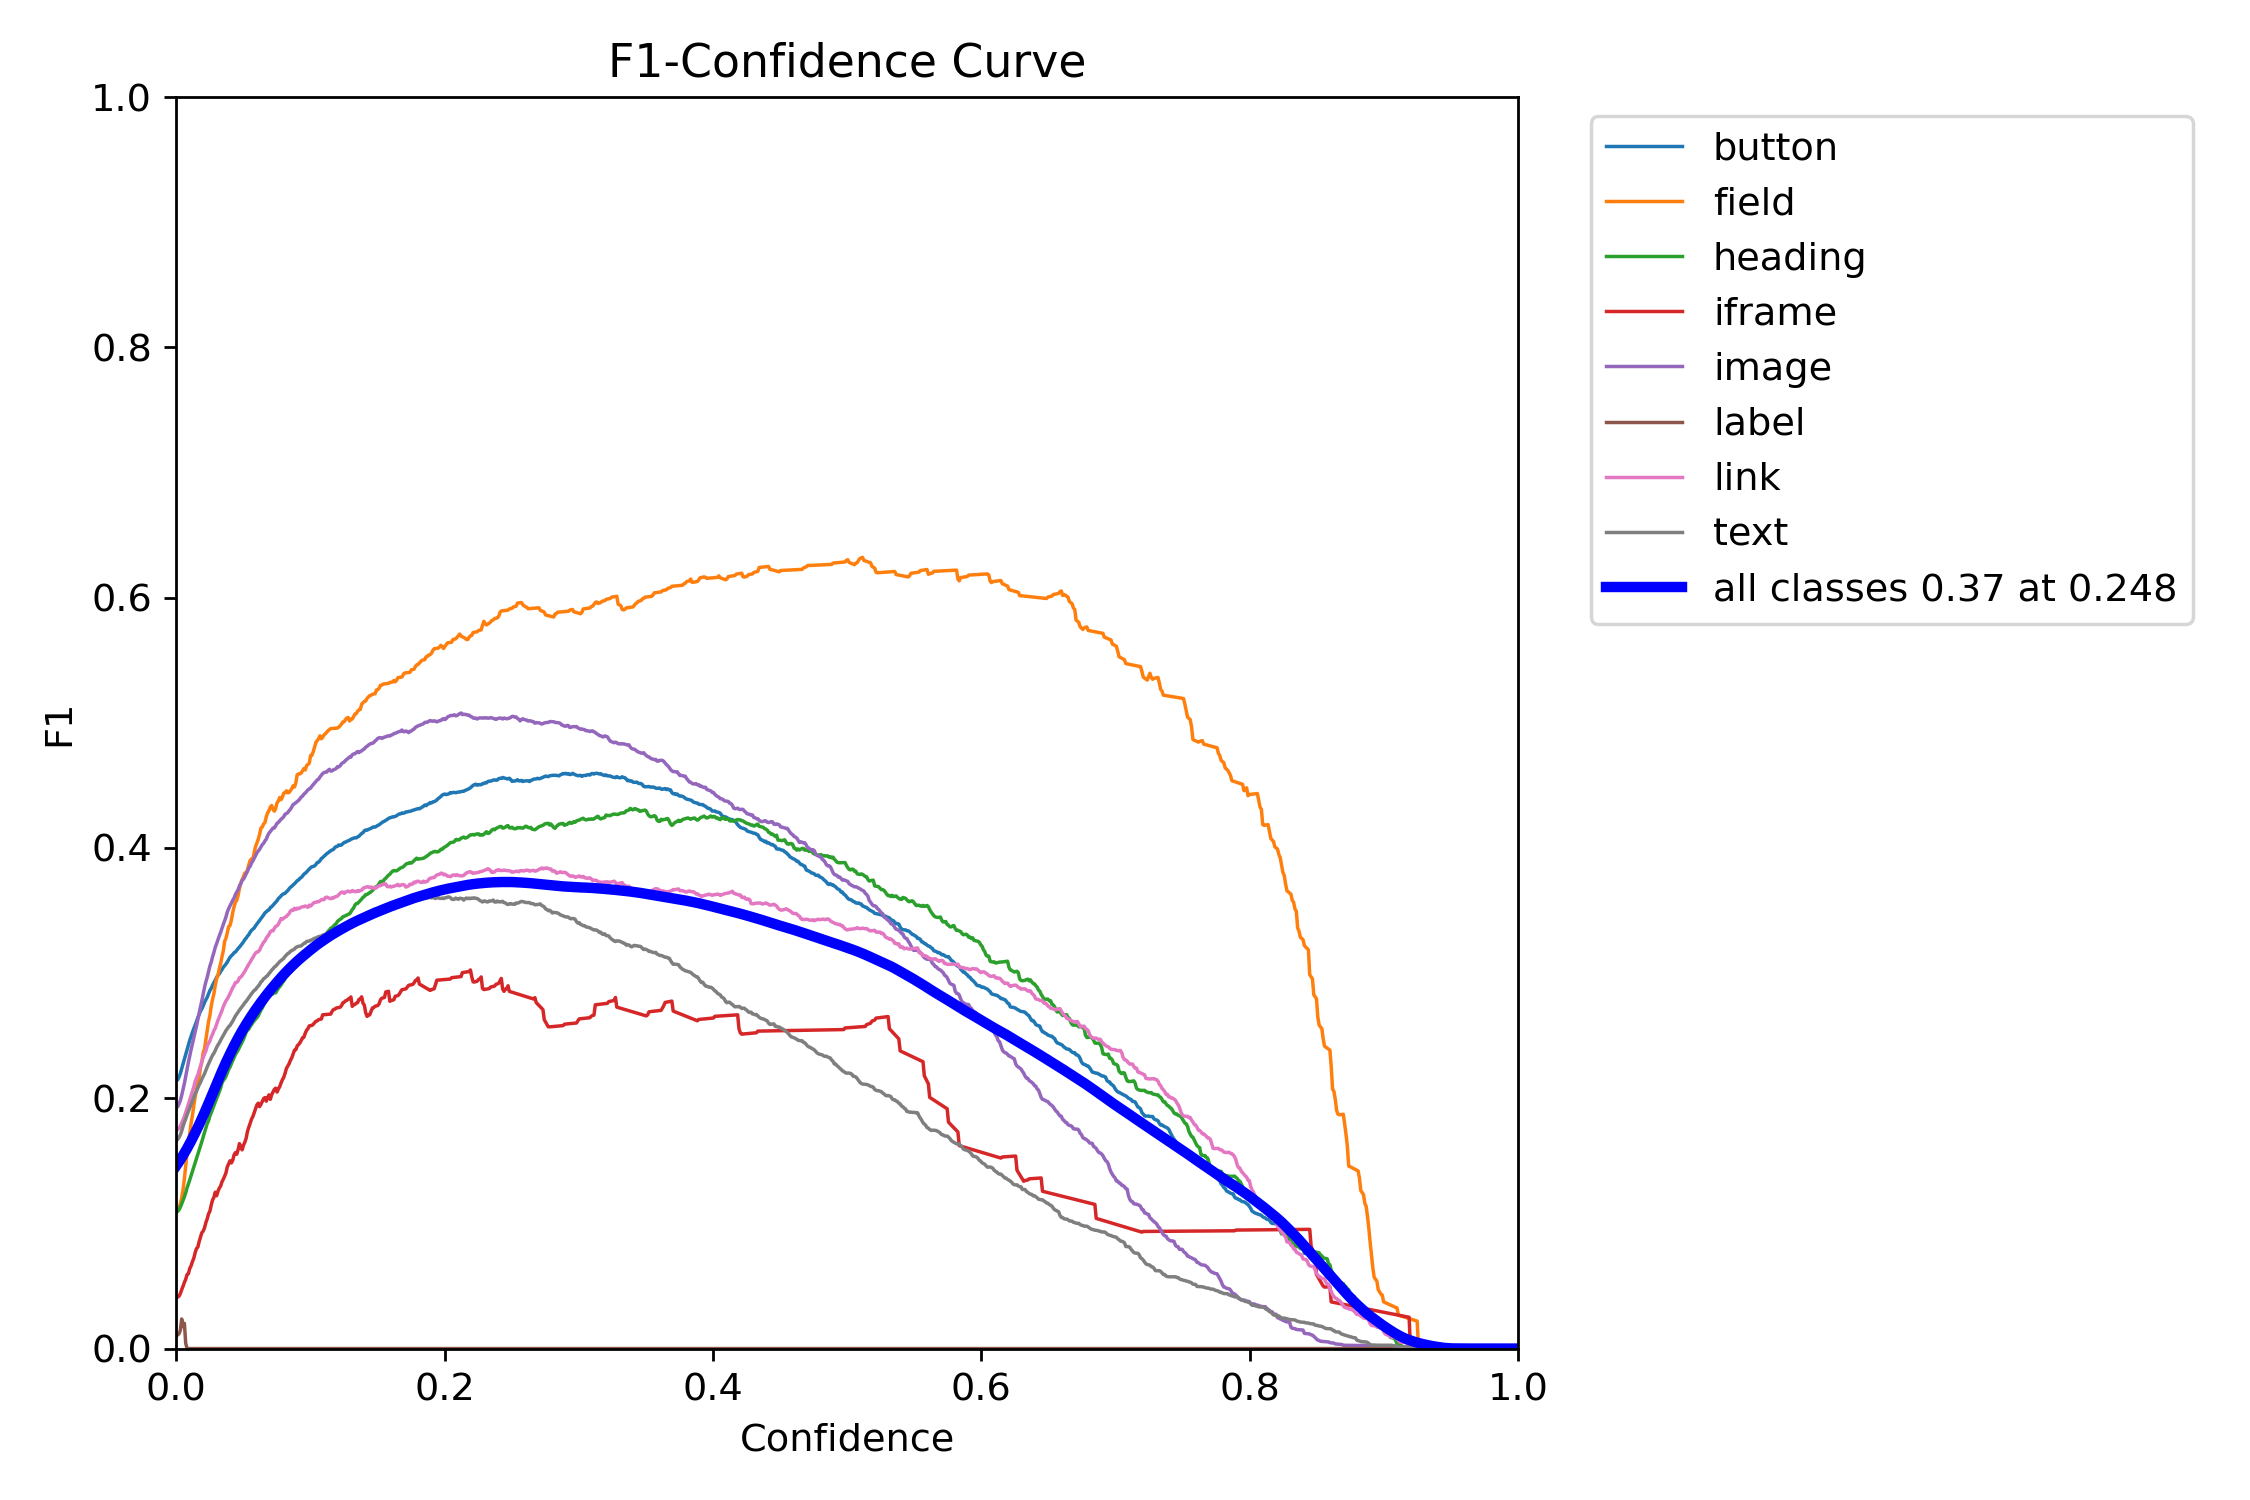 F1-Confidence Curve
1.0
0.8
0.6
0.4
0.2
0.0
F1
0.0 0.2 0.4 0.6 0.8 1.0
Confidence
button
field
heading
iframe
image
label
link
text
all classes 0.37 at 0.248